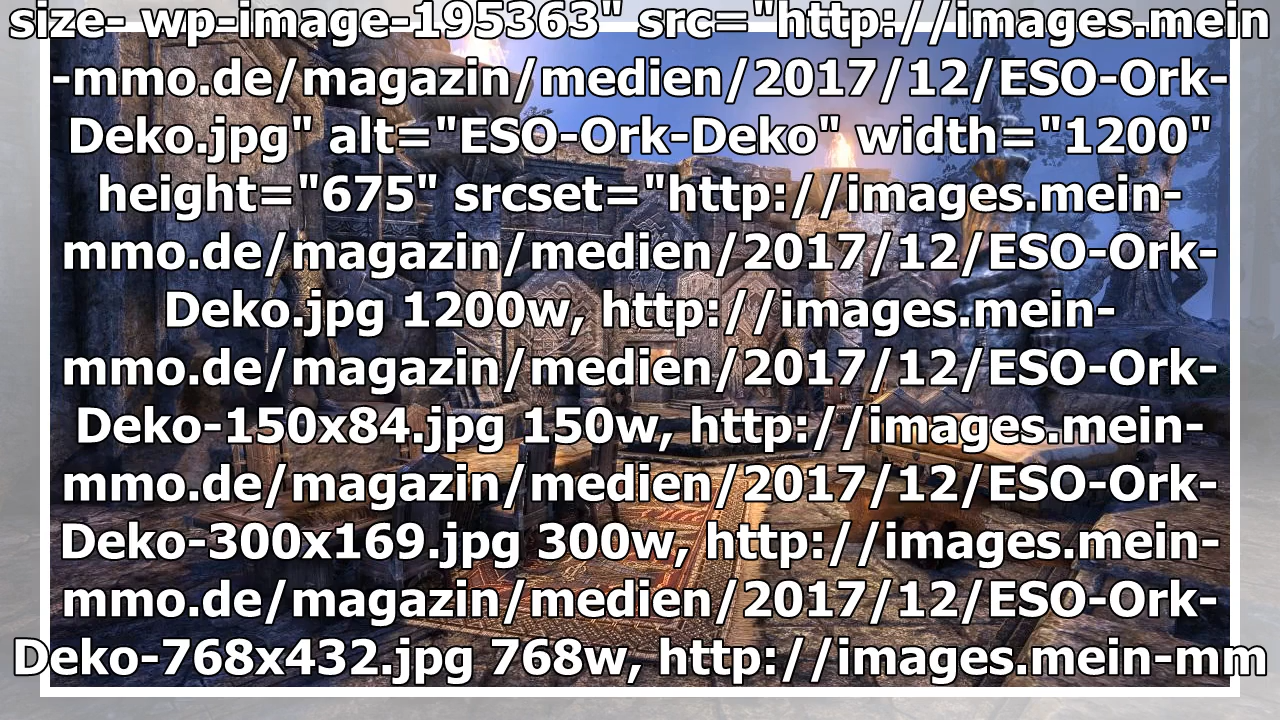 size- wp-image-195363" src="http://images.mein
-mmo.de/magazin/medien/2017/12/ESO-Ork-
Deko.jpg" alt="ESO-Ork-Deko" width="1200"
height="675" srcset="http://images.mein-
mmo.de/magazin/medien/2017/12/ESO-Ork-
Deko.jpg 1200w, http://images.mein-
mmo.de/magazin/medien/2017/12/ESO-Ork-
Deko-150x84.jpg 150w, http://images.mein-
mmo.de/magazin/medien/2017/12/ESO-Ork-
Deko-300x169.jpg 300w, http://images.mein-
mmo.de/magazin/medien/2017/12/ESO-Ork-
Deko-768x432.jpg 768w, http://images.mein-mm